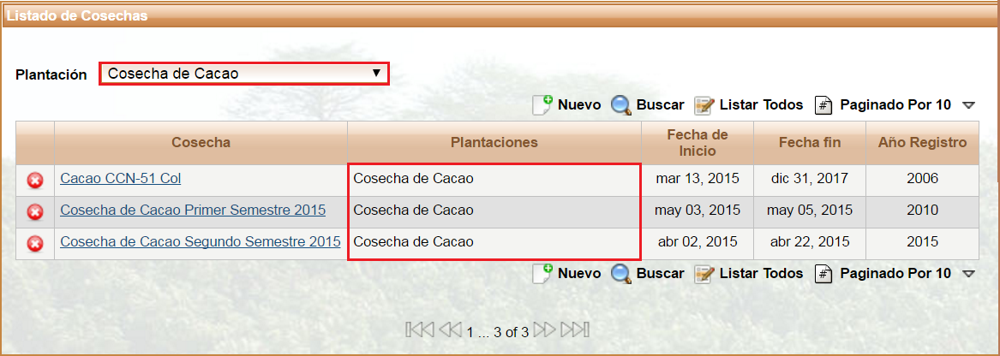 Listado de Cosechas
Plantación Cosecha de Cacao
Nuevo Buscar Listar Todos # Paginado Por 10
Cosecha Plantaciones Fecha de Inicio Fecha fin Año Registro
Cacao CCN-51 Col Cosecha de Cacao mar 13, 2015 dic 31, 2017 2006
Cosecha de Cacao Primer Semestre 2015 Cosecha de Cacao may 03, 2015 may 05, 2015 2010
Cosecha de Cacao Segundo Semestre 2015 Cosecha de Cacao abr 02, 2015 abr 22, 2015 2015
Nuevo Buscar Listar Todos # Paginado Por 10
1 ... 3 of 3